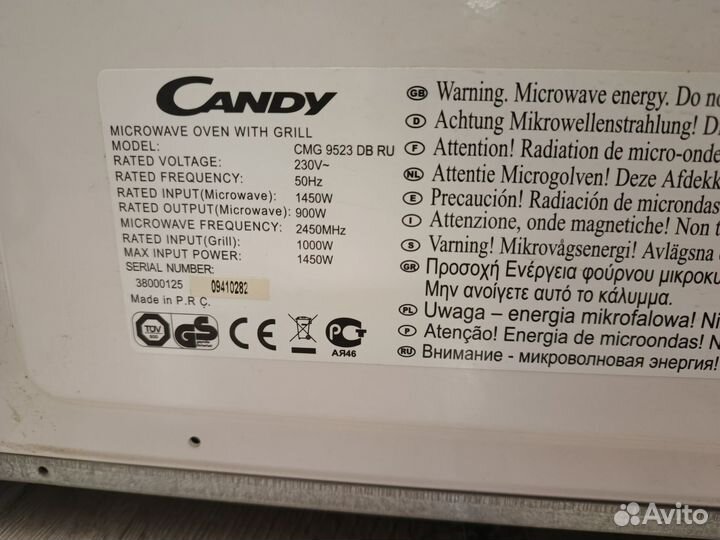 CANDY
MICROWAVE OVEN WITH GRILL
MODEL: CMG 9523 DB RU
RATED VOLTAGE: 230V~
RATED FREQUENCY: 50Hz
RATED INPUT(Microwave): 1450W
RATED OUTPUT(Microwave): 900W
MICROWAVE FREQUENCY: 2450MHz
RATED INPUT(Grill): 1000W
MAX INPUT POWER: 1450W
SERIAL NUMBER:
38000125 09410282
Made in P.R.C.
TÜV GS CE АЯ46
GB Warning. Microwave energy. Do no
D Achtung Mikrowellenstrahlung! Di
F Attention! Radiation de micro-onde
NL Attentie Microgolven! Deze Afdekk
E Precaución! Radiación de microndas
I Attenzione, onde magnetiche! Non t
S Varning! Mikrovågsenergi! Avlägsna
GR Προσοχή Ενέργεια φούρνου μικροκυ
Μην ανοίγετε αυτό το κάλυμμα.
PL Uwaga – energia mikrofalowa! Ni
P Atenção! Energia de microondas! N
RU Внимание - микроволновая энергия!
Avito